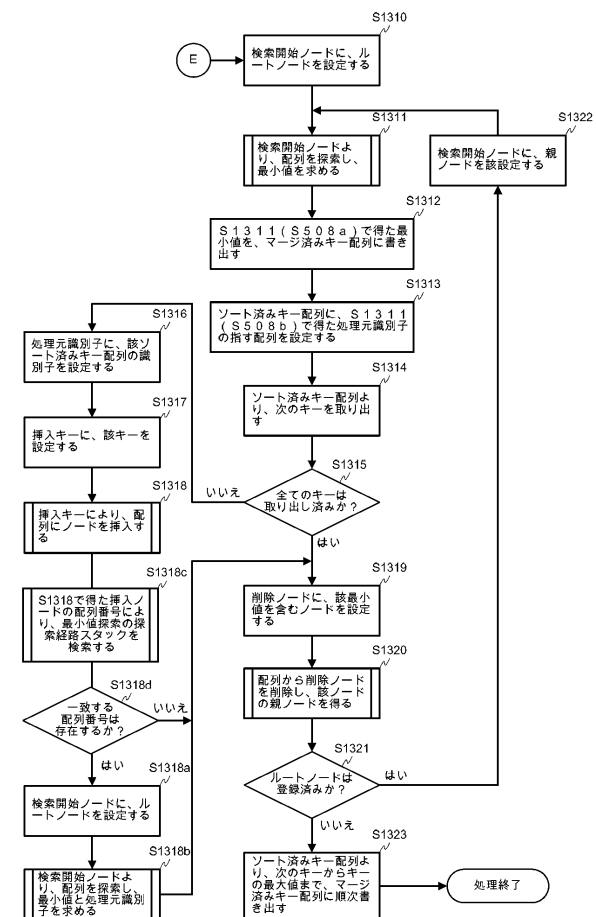 E
S1310
検索開始ノードに、ル
ートノードを設定する
S1311
検索開始ノードよ
り、配列を探索し、
最小値を求める
S1322
検索開始ノードに、親
ノードを該設定する
S1312
Ｓ１３１１（Ｓ５０８ａ）で得た最
小値を、マージ済みキー配列に書き
出す
S1313
ソート済みキー配列に、Ｓ１３１１
（Ｓ５０８ｂ）で得た処理元識別子
の指す配列を設定する
S1314
ソート済みキー配列よ
り、次のキーを取り出
す
S1315
全てのキーは
取り出し済みか？
いいえ
はい
S1316
処理元識別子に、該ソ
ート済みキー配列の識
別子を設定する
S1317
挿入キーに、該キーを
設定する
S1318
挿入キーにより、配
列にノードを挿入す
る
S1318c
S1318で得た挿入ノ
ードの配列番号によ
り、最小値探索の探
索経路スタックを
検索する
S1318d
一致する
配列番号は
存在するか？
いいえ
はい
S1318a
検索開始ノードに、ル
ートノードを設定する
S1318b
検索開始ノードよ
り、配列を探索し、
最小値と処理元識別
子を求める
S1319
削除ノードに、該最小
値を含むノードを設定
する
S1320
配列から削除ノード
を削除し、該ノード
の親ノードを得る
S1321
ルートノードは
登録済みか？
はい
いいえ
S1323
ソート済みキー配列よ
り、次のキーからキー
の最大値まで、マージ
済みキー配列に順次書
き出す
処理終了